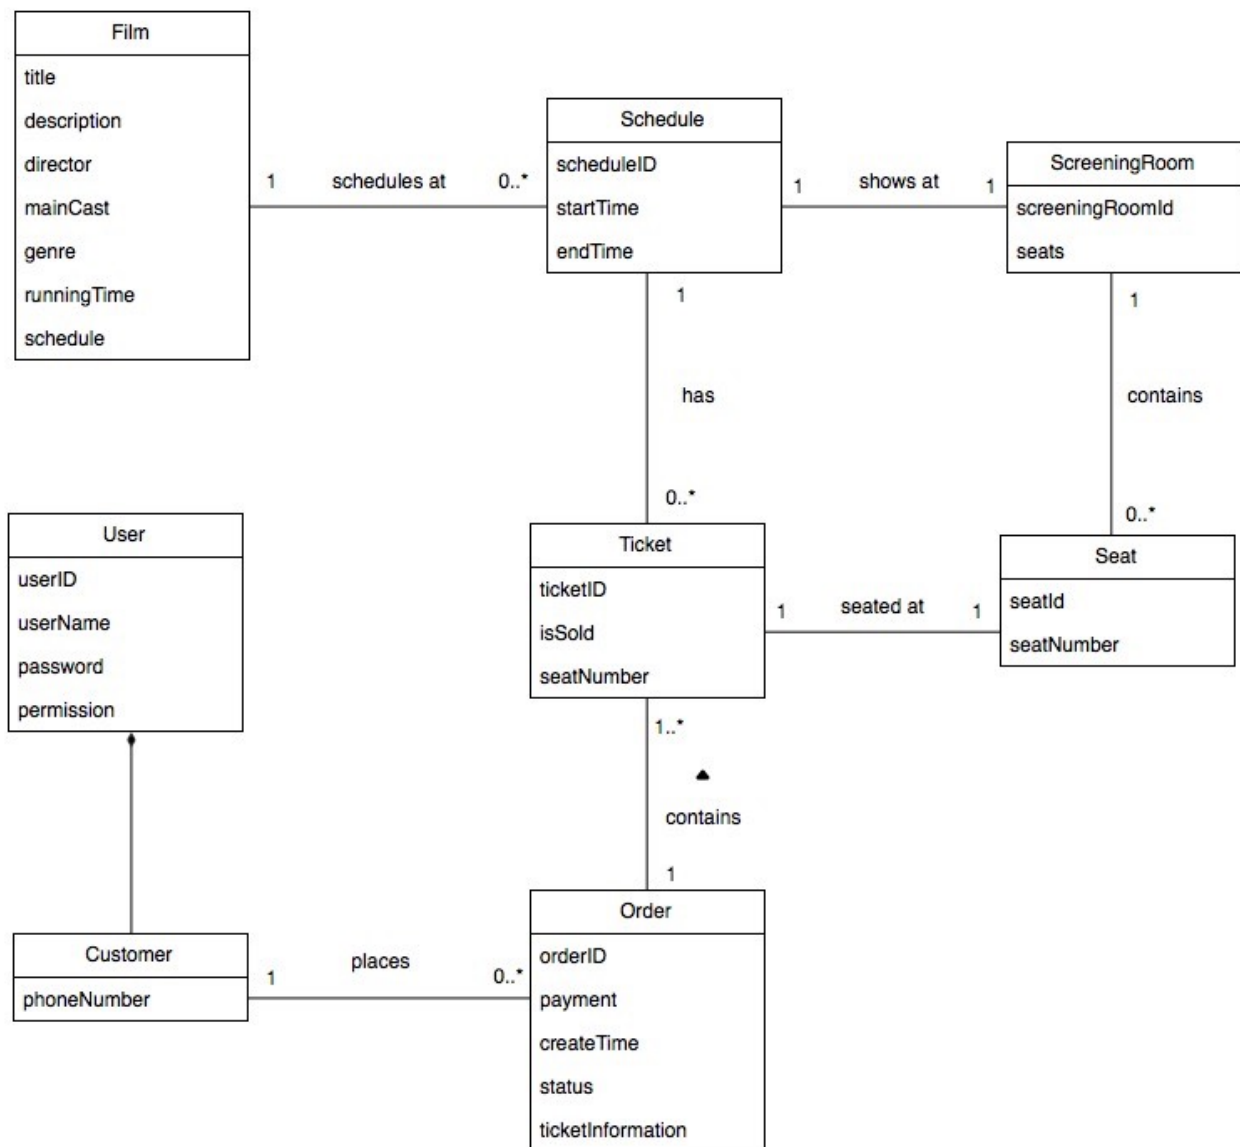 Film
title
description
director
mainCast
genre
runningTime
schedule
1 schedules at 0..*
Schedule
scheduleID
startTime
endTime
1 shows at 1
ScreeningRoom
screeningRoomId
seats
1
has
0..*
1
contains
0..*
User
userID
userName
password
permission
Ticket
ticketID
isSold
seatNumber
1 seated at 1
Seat
seatId
seatNumber
1..*
contains
1
Customer
phoneNumber
1 places 0..*
Order
orderID
payment
createTime
status
ticketInformation